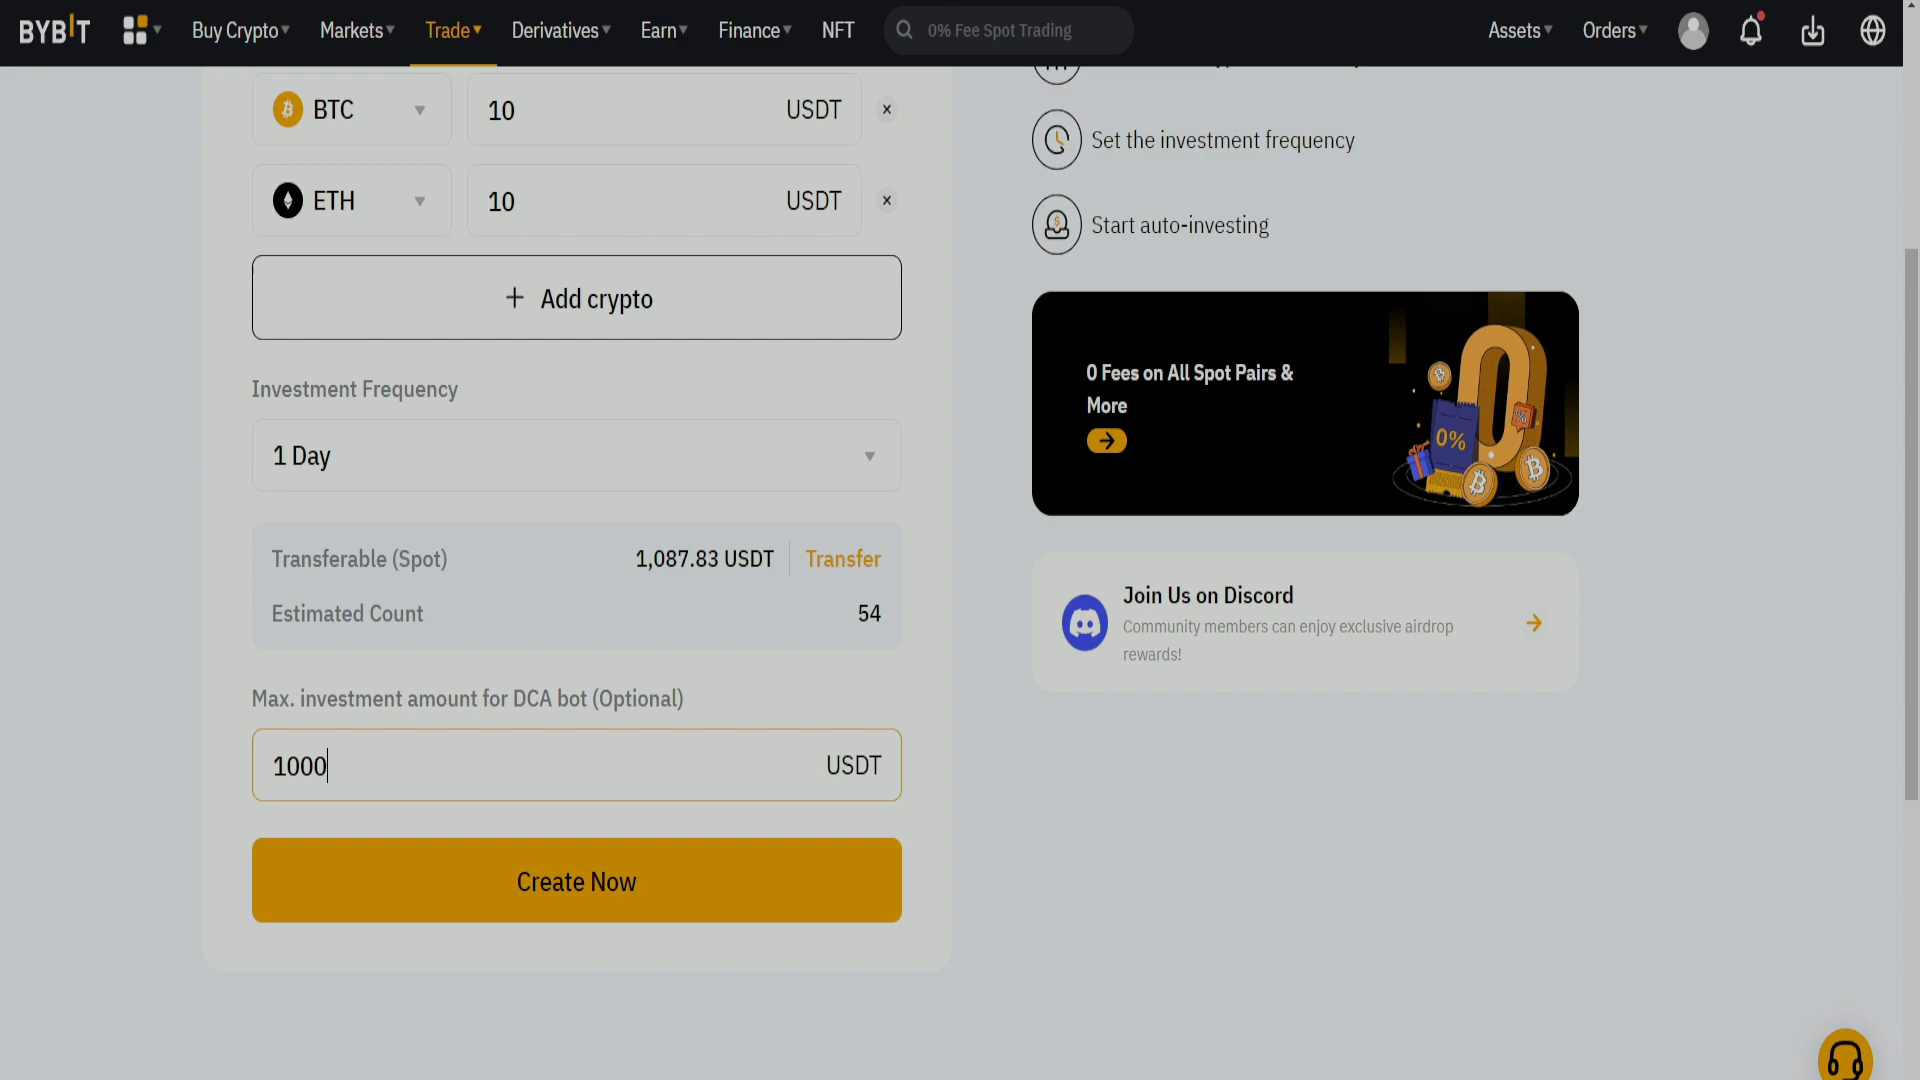 BYBIT Buy Crypto Markets Trade Derivatives Earn Finance NFT 0% Fee Spot Trading Assets Orders
BTC 10 USDT
ETH 10 USDT
+ Add crypto
Investment Frequency
1 Day
Transferable (Spot) 1,087.83 USDT Transfer
Estimated Count 54
Max. investment amount for DCA bot (Optional)
1000 USDT
Create Now
Set the investment frequency
Start auto-investing
0 Fees on All Spot Pairs &
More
0%
%
Join Us on Discord
Community members can enjoy exclusive airdrop
rewards!